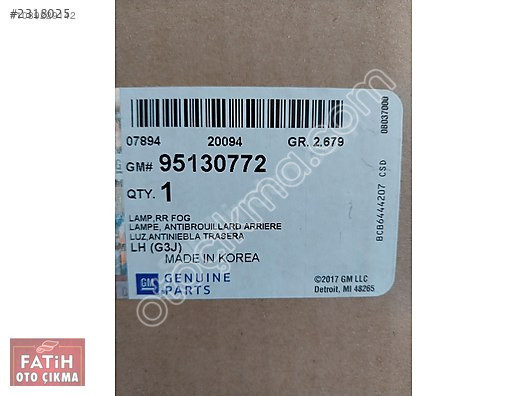 #2318025
07894 20094 GR. 2.679
GM# 95130772
QTY. 1
LAMP,RR FOG
LAMPE, ANTIBROUILLARD ARRIERE
LUZ,ANTINIEBLA TRASERA
LH (G3J)
MADE IN KOREA
GM GENUINE
PARTS
©2017 GM LLC
Detroit, MI 48265
BCB6444207 CSD
08037000
otocikma.com
FATİH
OTO ÇIKMA